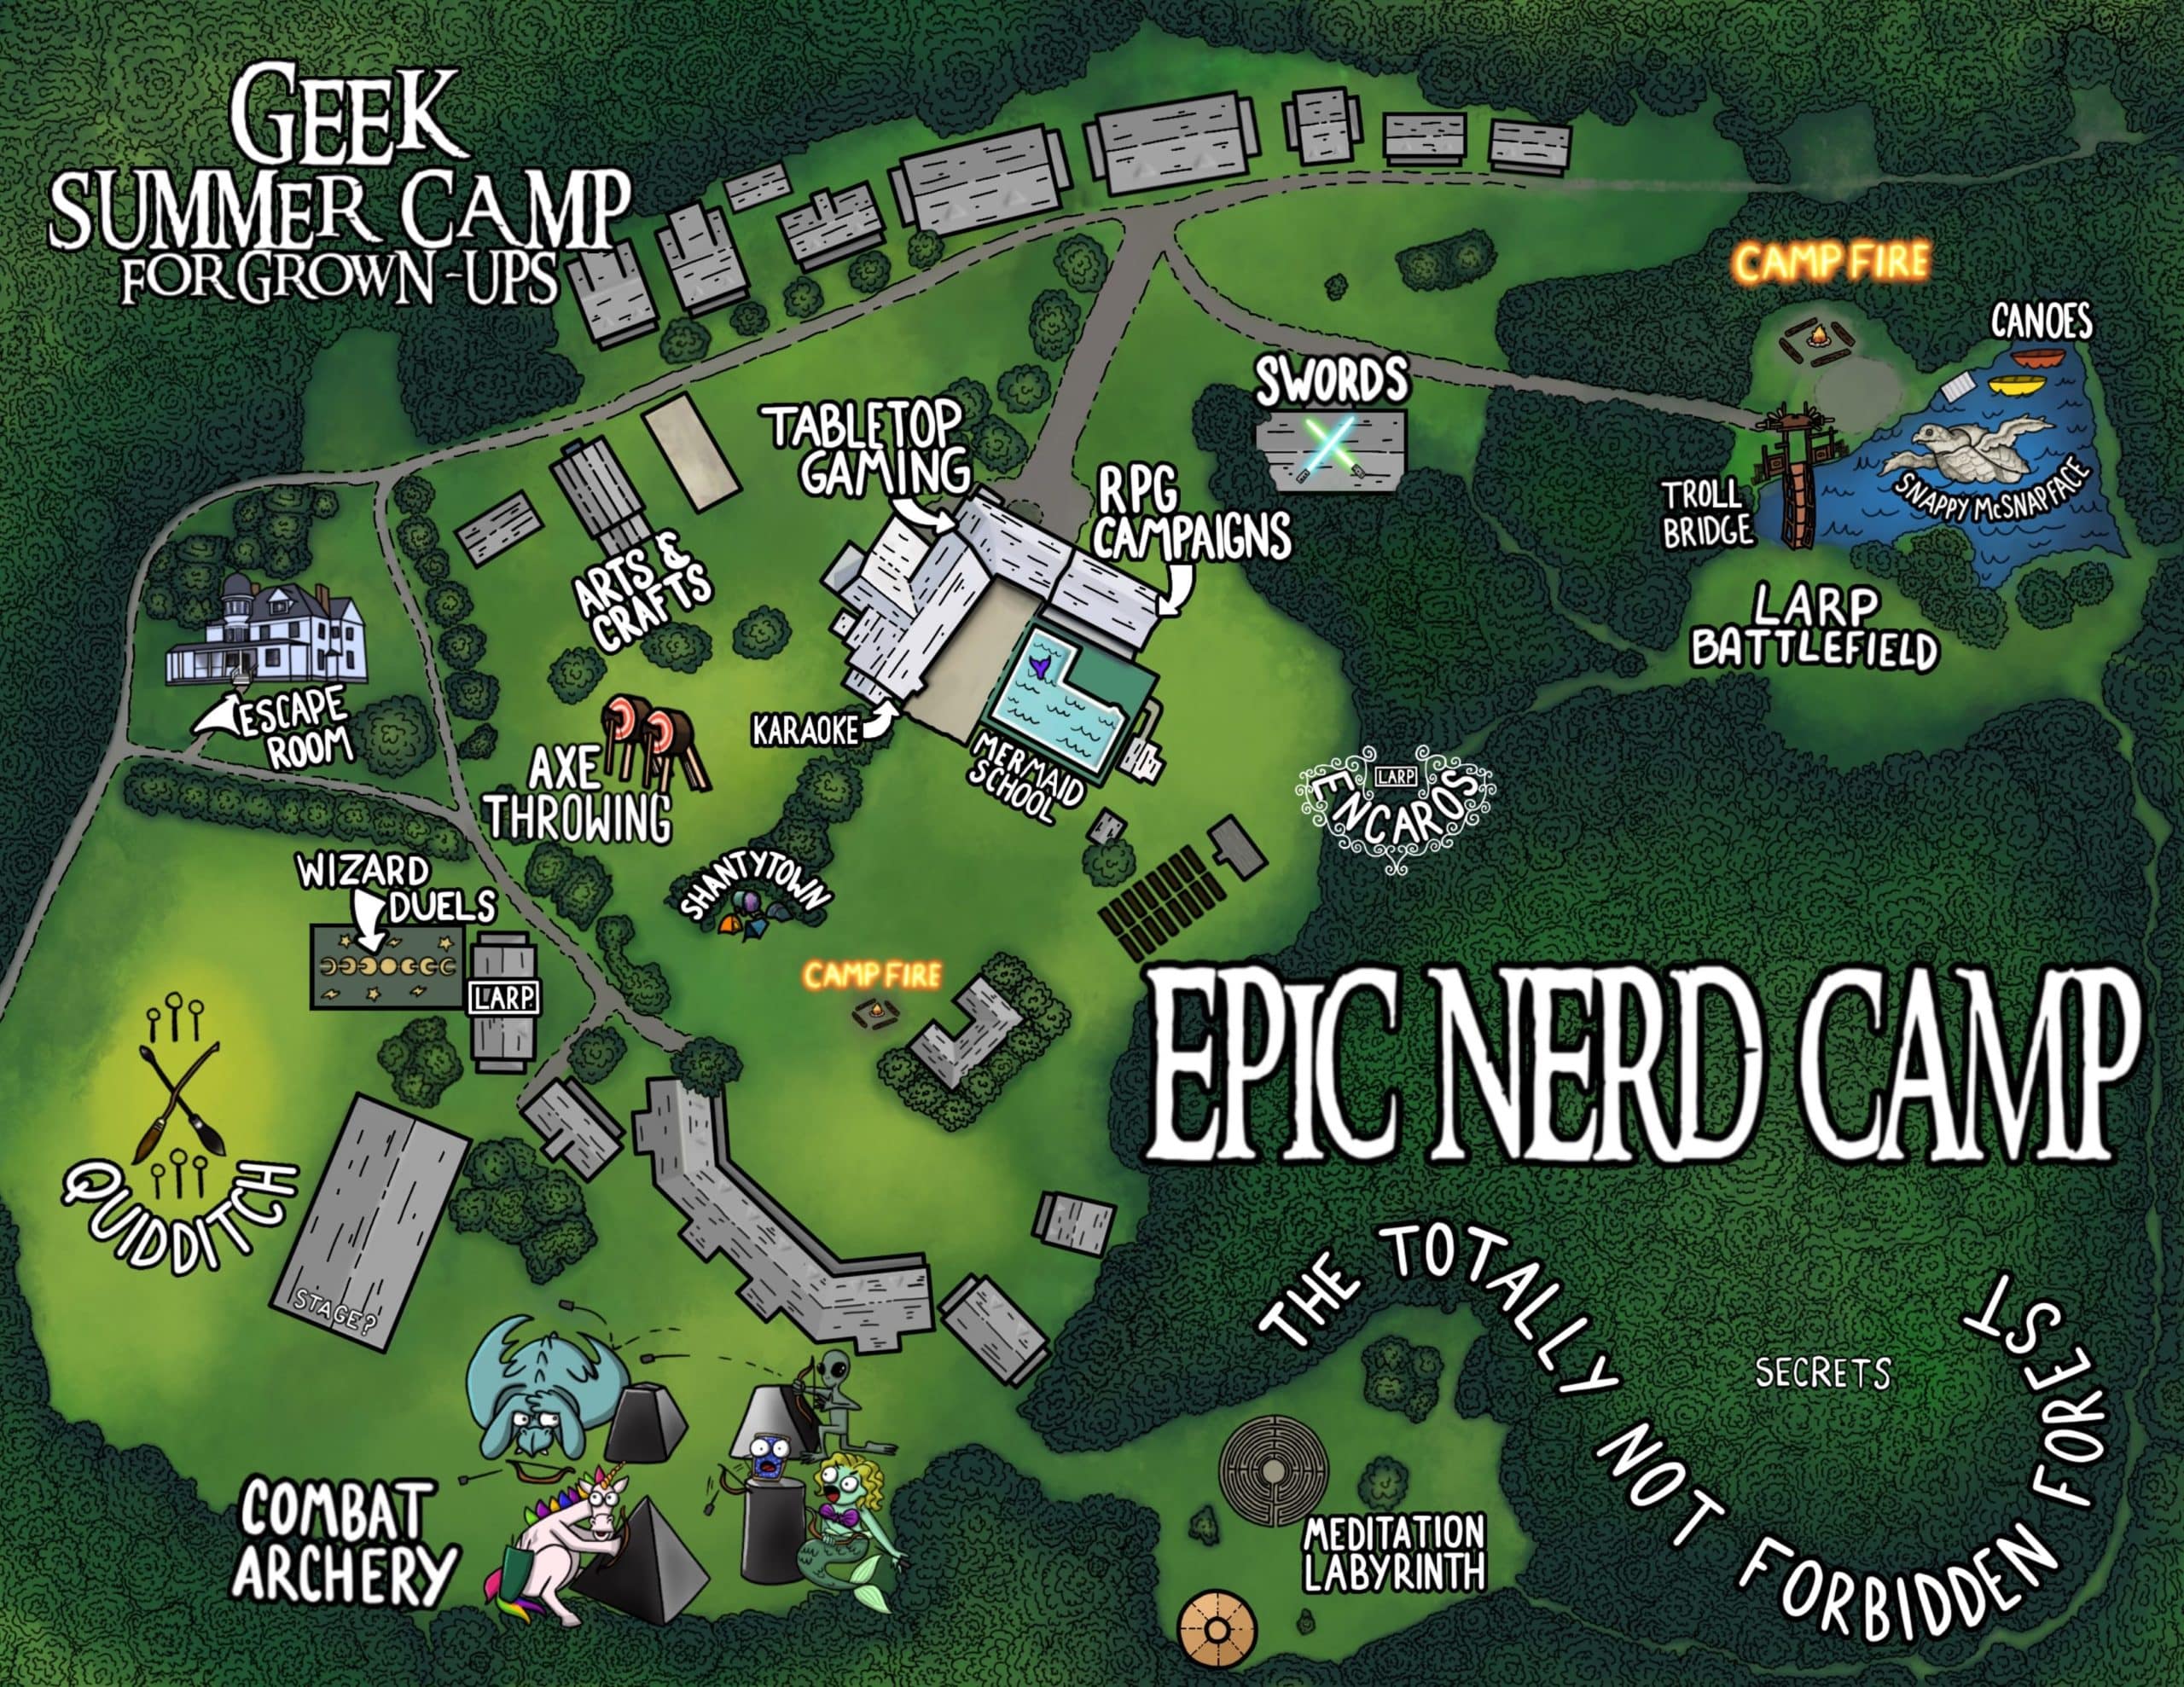 GEEK
SUMMER CAMP
FOR GROWN-UPS
CAMP FIRE
CANOES
SWORDS
TABLETOP
GAMING
RPG
CAMPAIGNS
SNAPPY McSNAPFACE
TROLL
BRIDGE
ARTS &
CRAFTS
LARP
BATTLEFIELD
ESCAPE
ROOM
KARAOKE
AXE
THROWING
MERMAID
SCHOOL
LARP
ENCAROS
WIZARD
DUELS
SHANTYTOWN
LARP
CAMP FIRE
EPIC NERD CAMP
QUIDDITCH
STAGE?
THE TOTALLY NOT FORBIDDEN FOREST
SECRETS
COMBAT
ARCHERY
MEDITATION
LABYRINTH